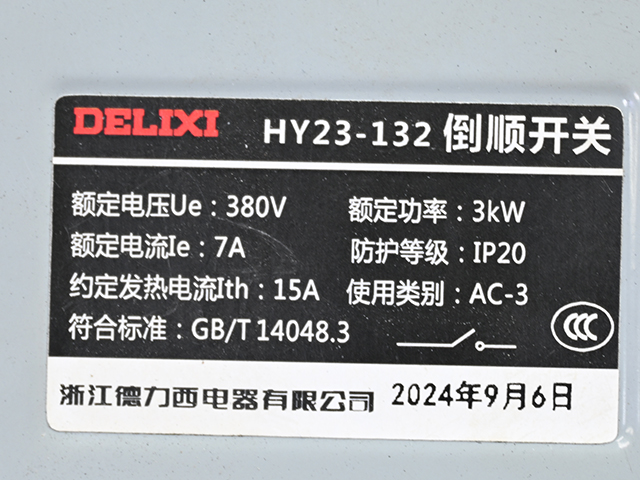 DELIXI HY23-132 倒顺开关
额定电压Ue：380V 额定功率：3kW
额定电流Ie：7A 防护等级：IP20
约定发热电流Ith：15A 使用类别：AC-3
符合标准：GB/T 14048.3
CCC
浙江德力西电器有限公司 2024年9月6日